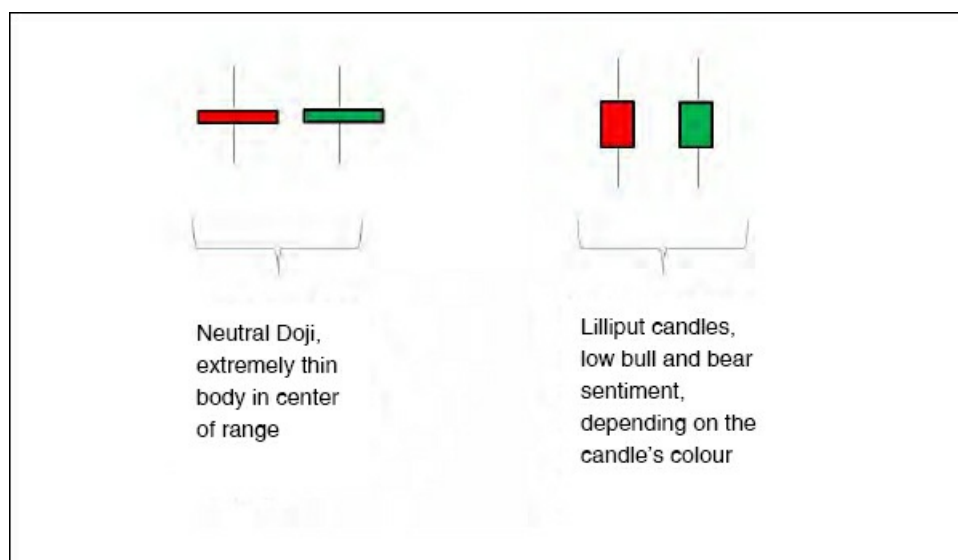 Neutral Doji,
extremely thin
body in center
of range
Lilliput candles,
low bull and bear
sentiment,
depending on the
candle's colour